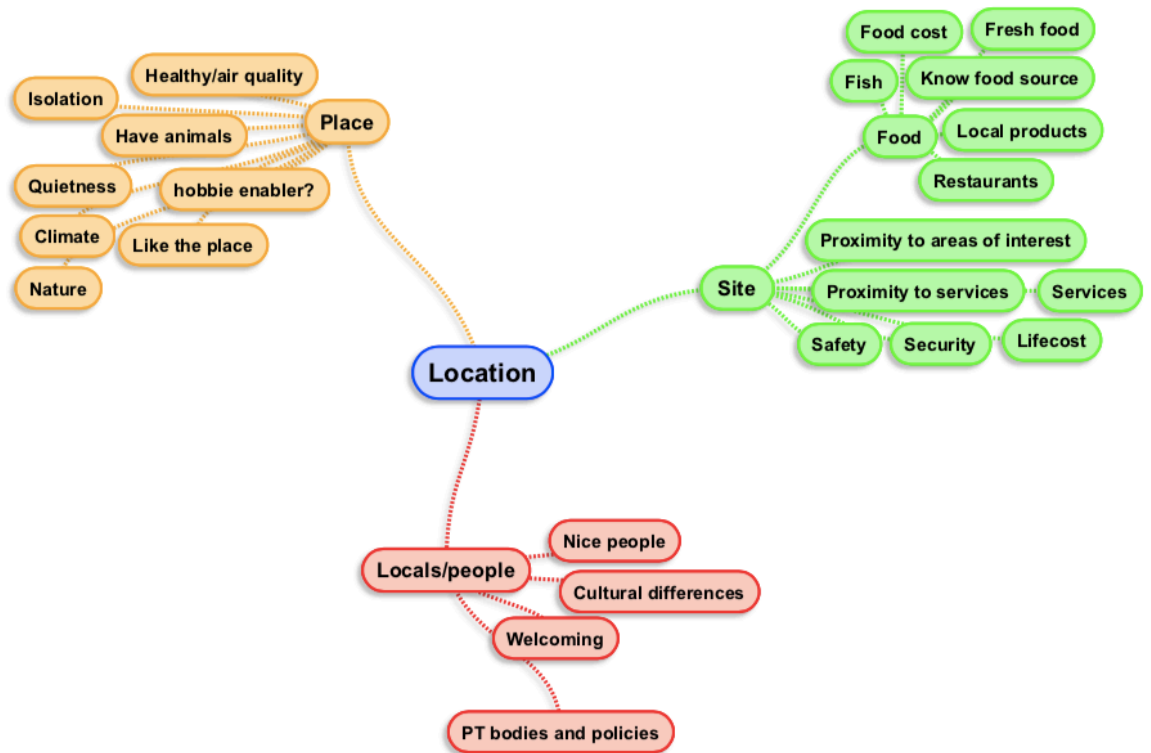 Food cost
Fresh food
Healthy/air quality
Fish
Know food source
Isolation
Place
Have animals
Food
Local products
Quietness
hobbie enabler?
Restaurants
Climate
Like the place
Proximity to areas of interest
Nature
Site
Proximity to services
Services
Safety
Security
Lifecost
Location
Nice people
Locals/people
Cultural differences
Welcoming
PT bodies and policies